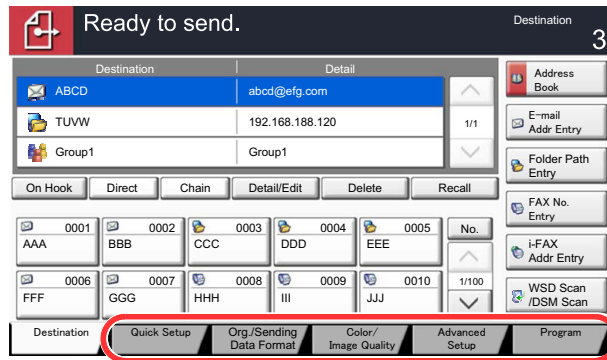 Ready to send.
Destination
3
Destination Detail
ABCD abcd@efg.com
TUVW 192.168.188.120
1/1
Group1 Group1
Address
Book
E-mail
Addr Entry
Folder Path
Entry
FAX No.
Entry
i-FAX
Addr Entry
WSD Scan
/DSM Scan
On Hook Direct Chain Detail/Edit Delete Recall
0001 0002 0003 0004 0005 No.
AAA BBB CCC DDD EEE
0006 0007 0008 0009 0010 1/100
FFF GGG HHH III JJJ
Destination
Quick Setup
Org./Sending
Data Format
Color/
Image Quality
Advanced
Setup
Program